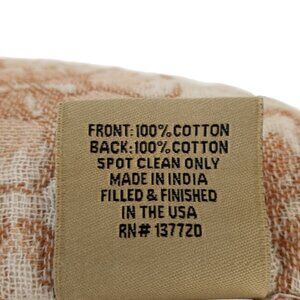 FRONT: 100% COTTON
BACK: 100% COTTON
SPOT CLEAN ONLY
MADE IN INDIA
FILLED & FINISHED
IN THE USA
RN# 137720